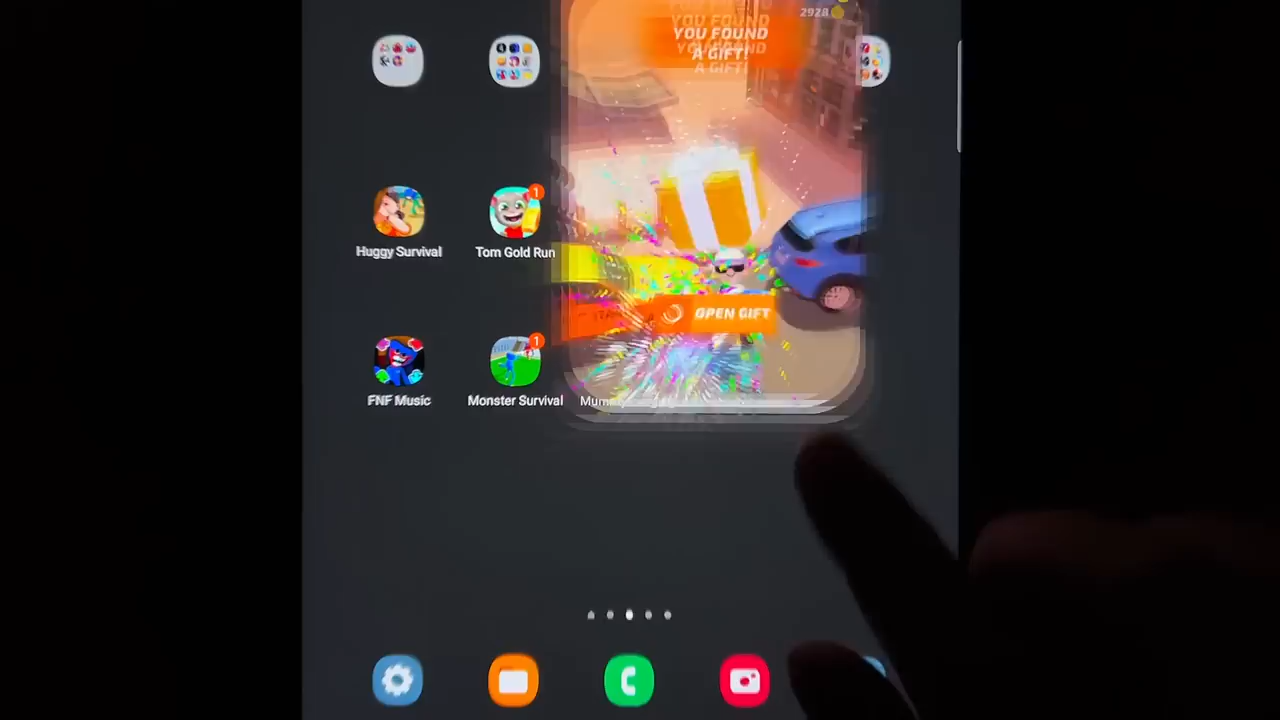 2928
YOU FOUND
A GIFT!
1
Huggy Survival
Tom Gold Run
OPEN GIFT
1
FNF Music
Monster Survival